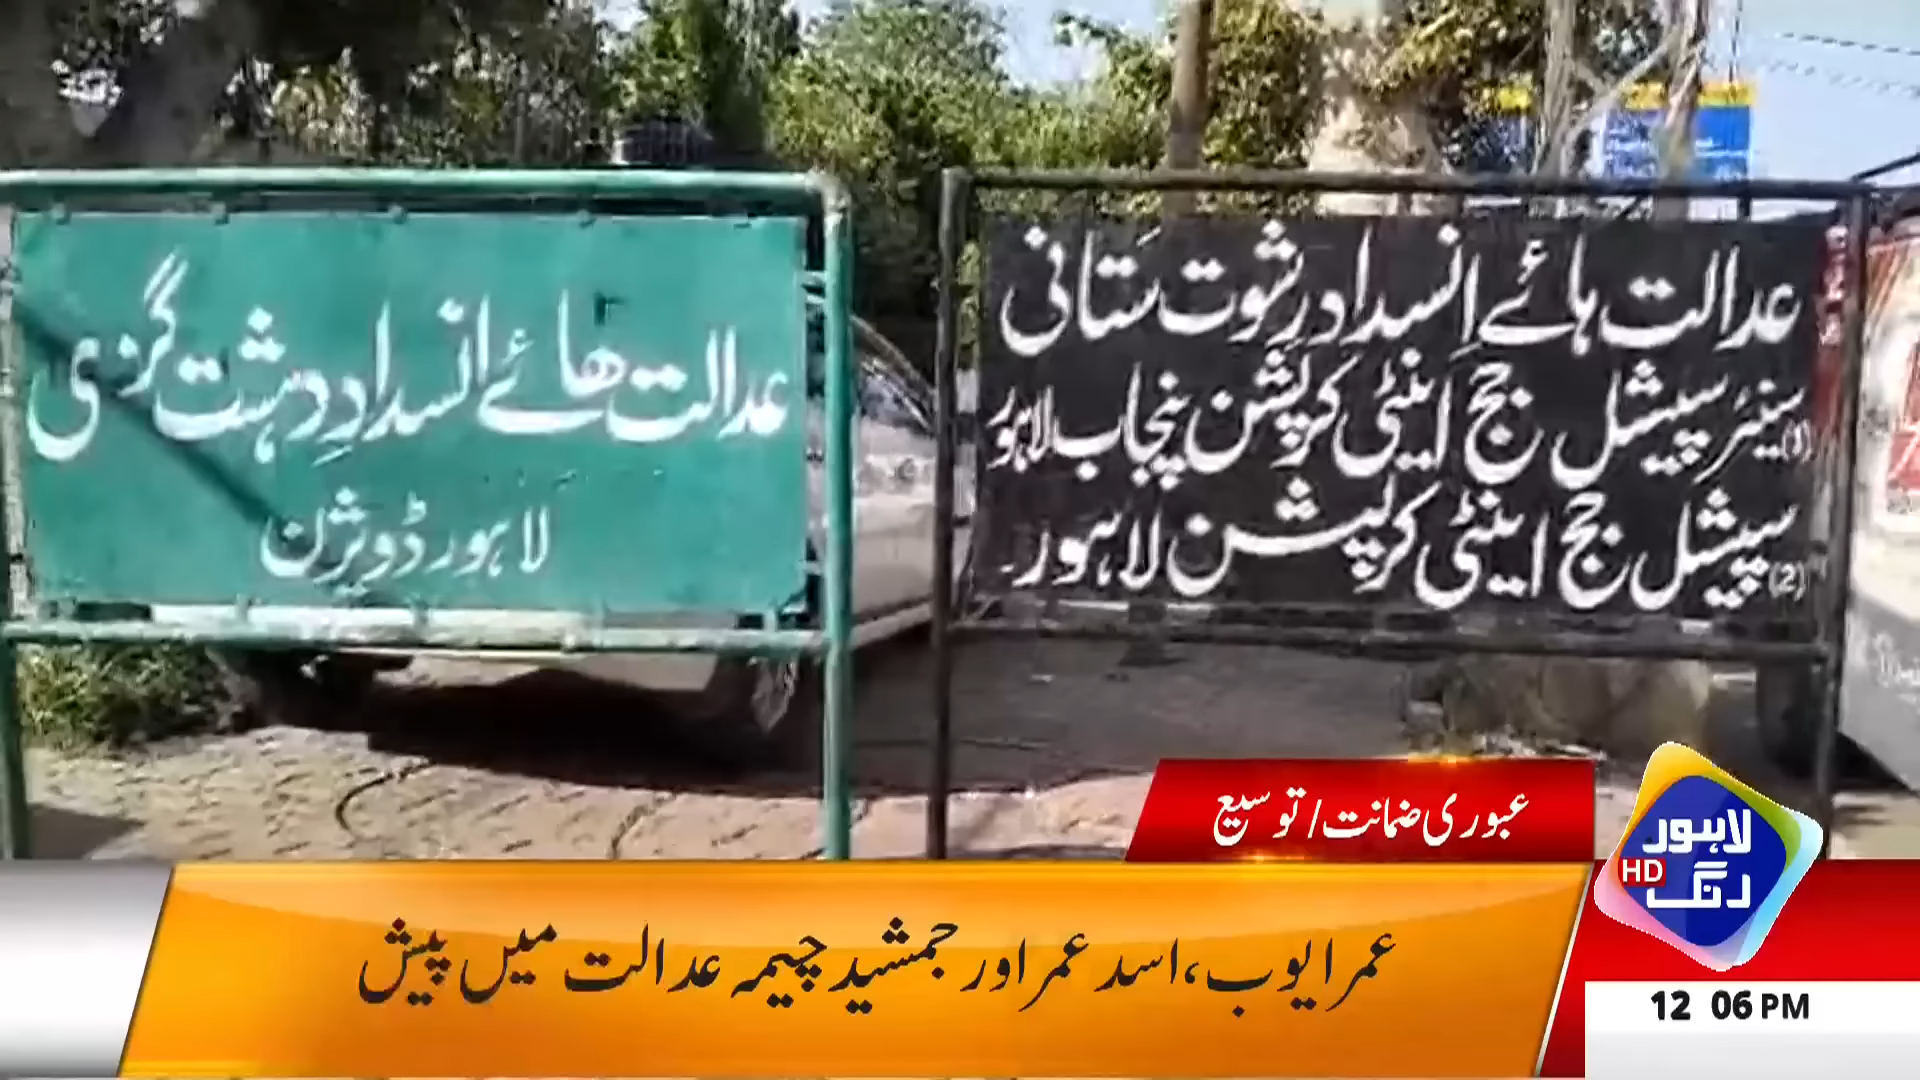 عدالت ھائے انسدادِ دہشت گردی
لاہور ڈویژن
عدالت ہائے اِنسداد رشوت سَتانی
(1) سینئر سپیشل جج اینٹی کرپشن پنجاب لاہور
(2) سپیشل جج اینٹی کرپشن لاہور۔
عبوری ضمانت/توسیع
عمر ایوب، اسد عمر اور جمشید چیمہ عدالت میں پیش
لاہور
HD رنگ
12 06 PM